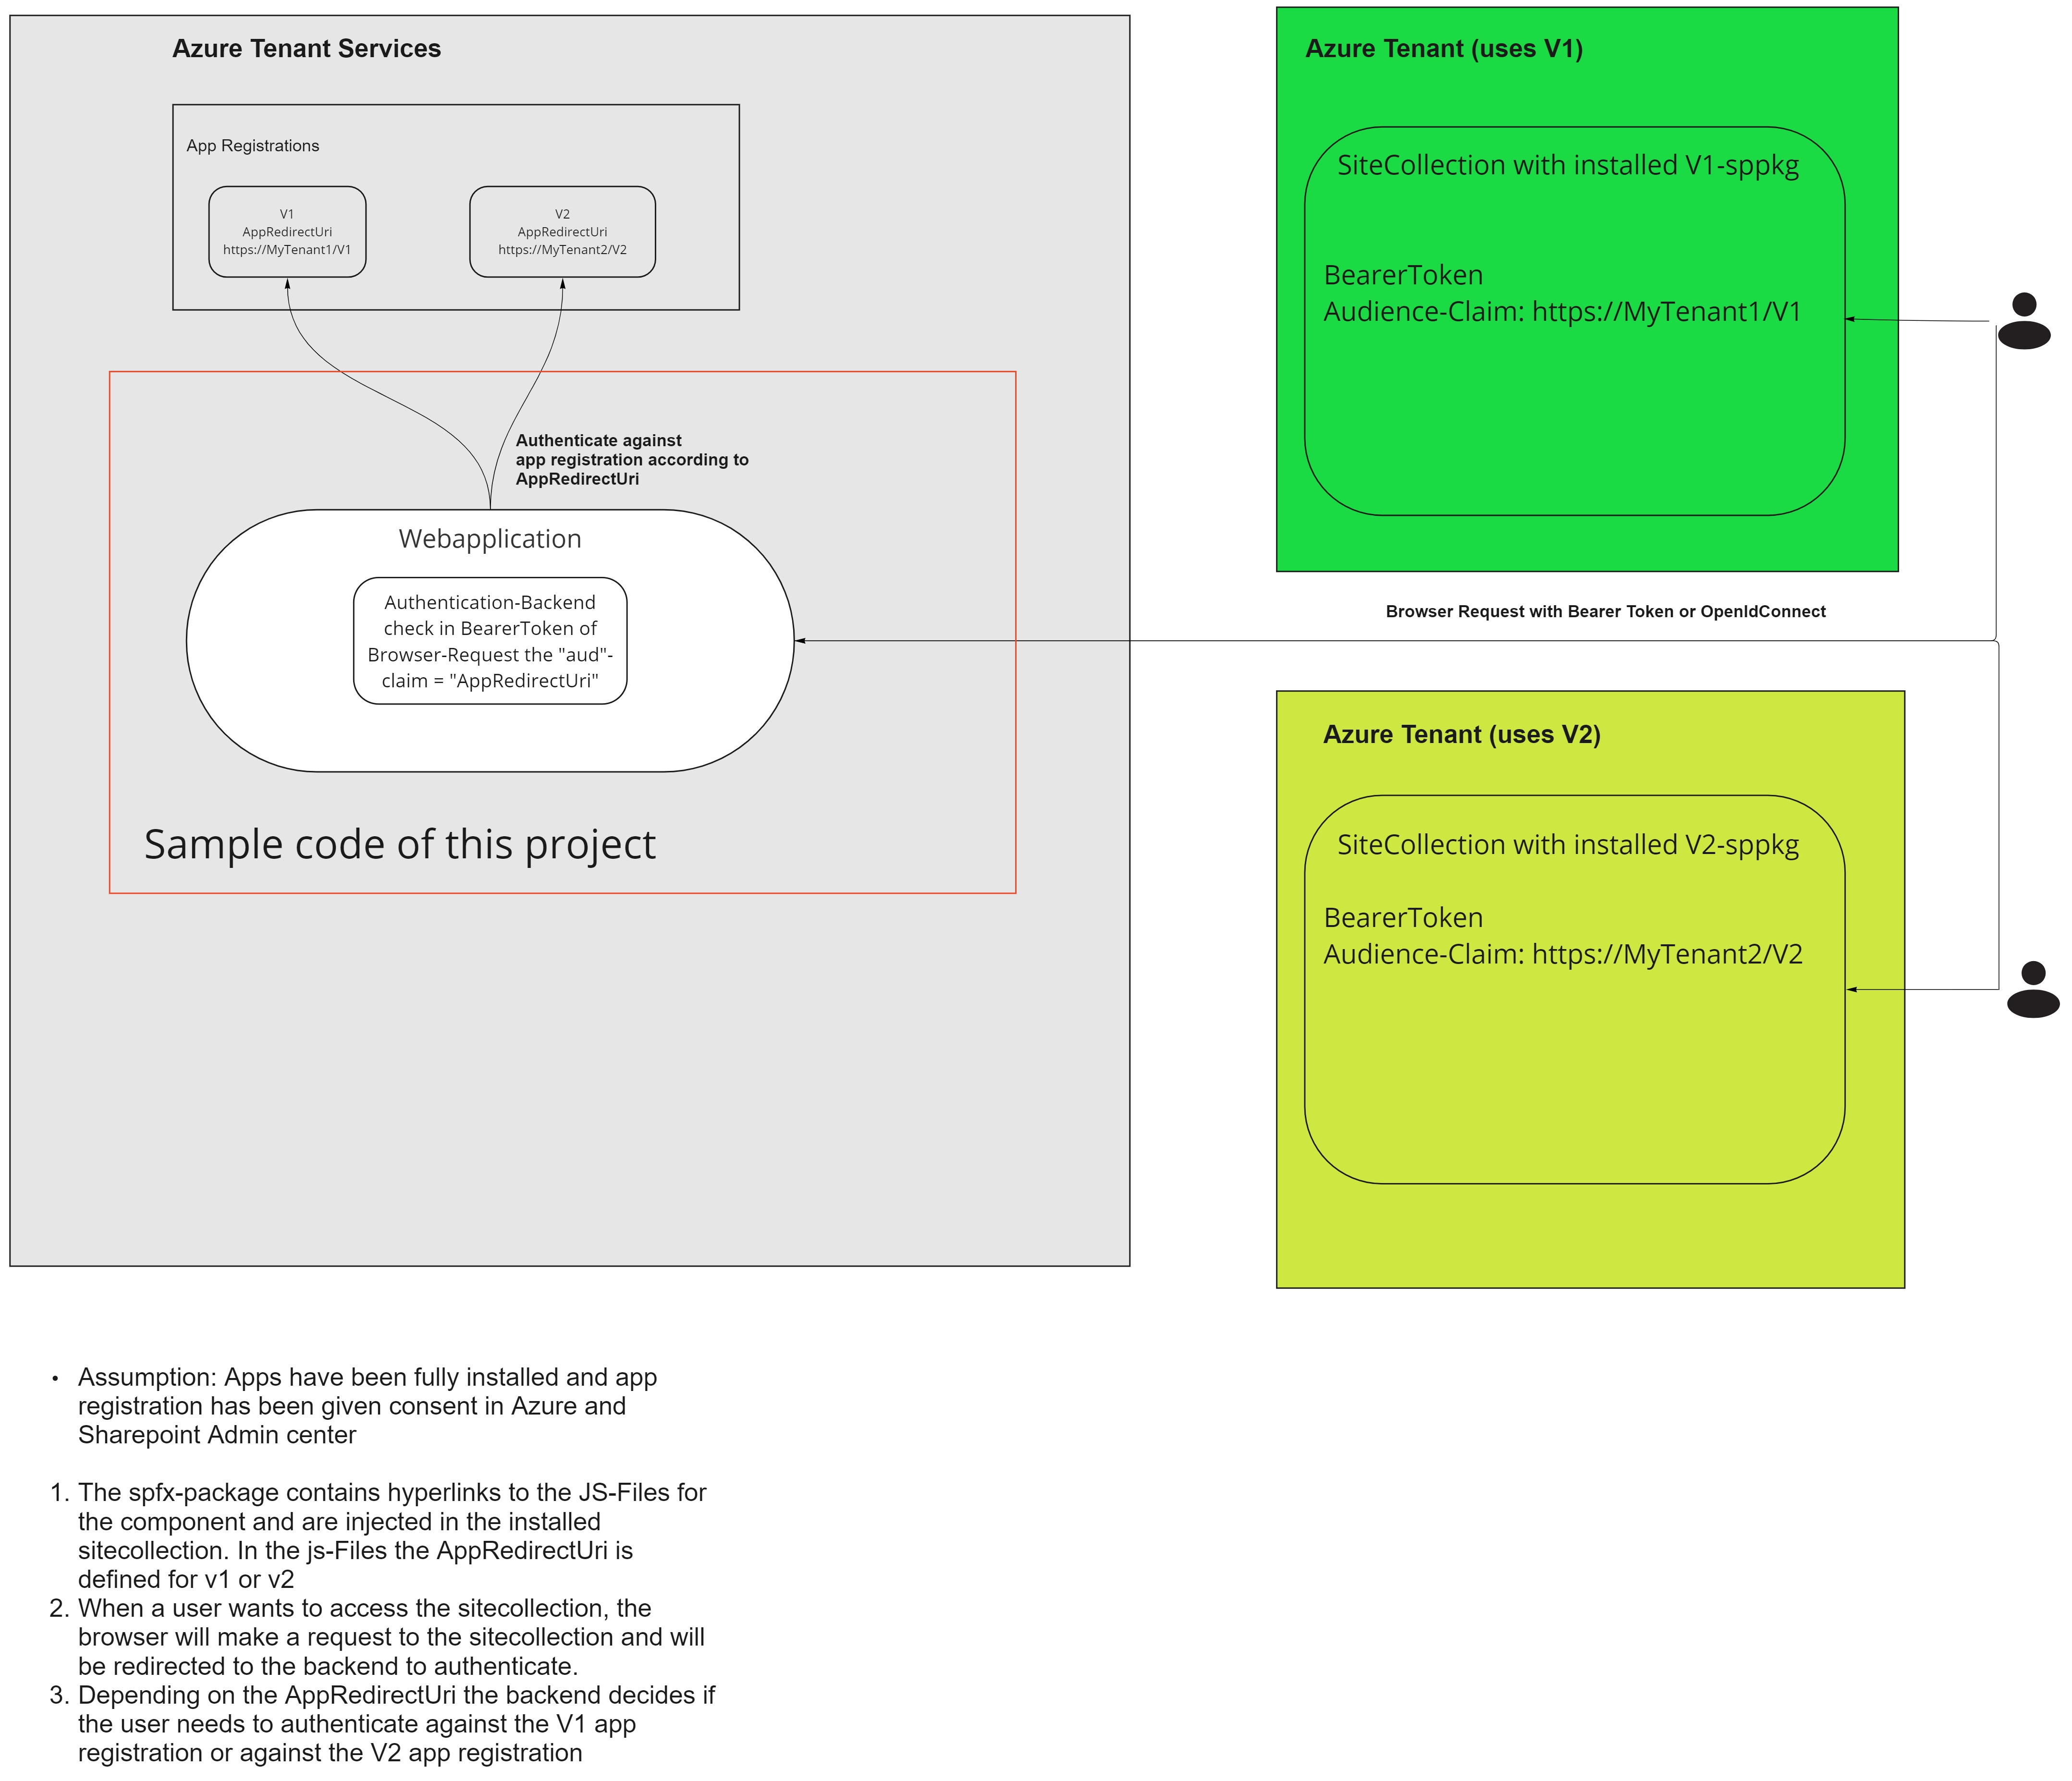 Azure Tenant Services
App Registrations
V1
AppRedirectUri
https://MyTenant1/V1
V2
AppRedirectUri
https://MyTenant2/V2
Authenticate against
app registration according to
AppRedirectUri
Webapplication
Authentication-Backend
check in BearerToken of
Browser-Request the "aud"-
claim = "AppRedirectUri"
Sample code of this project
Azure Tenant (uses V1)
SiteCollection with installed V1-sppkg
BearerToken
Audience-Claim: https://MyTenant1/V1
Browser Request with Bearer Token or OpenIdConnect
Azure Tenant (uses V2)
SiteCollection with installed V2-sppkg
BearerToken
Audience-Claim: https://MyTenant2/V2
• Assumption: Apps have been fully installed and app
registration has been given consent in Azure and
Sharepoint Admin center
1. The spfx-package contains hyperlinks to the JS-Files for
the component and are injected in the installed
sitecollection. In the js-Files the AppRedirectUri is
defined for v1 or v2
2. When a user wants to access the sitecollection, the
browser will make a request to the sitecollection and will
be redirected to the backend to authenticate.
3. Depending on the AppRedirectUri the backend decides if
the user needs to authenticate against the V1 app
registration or against the V2 app registration